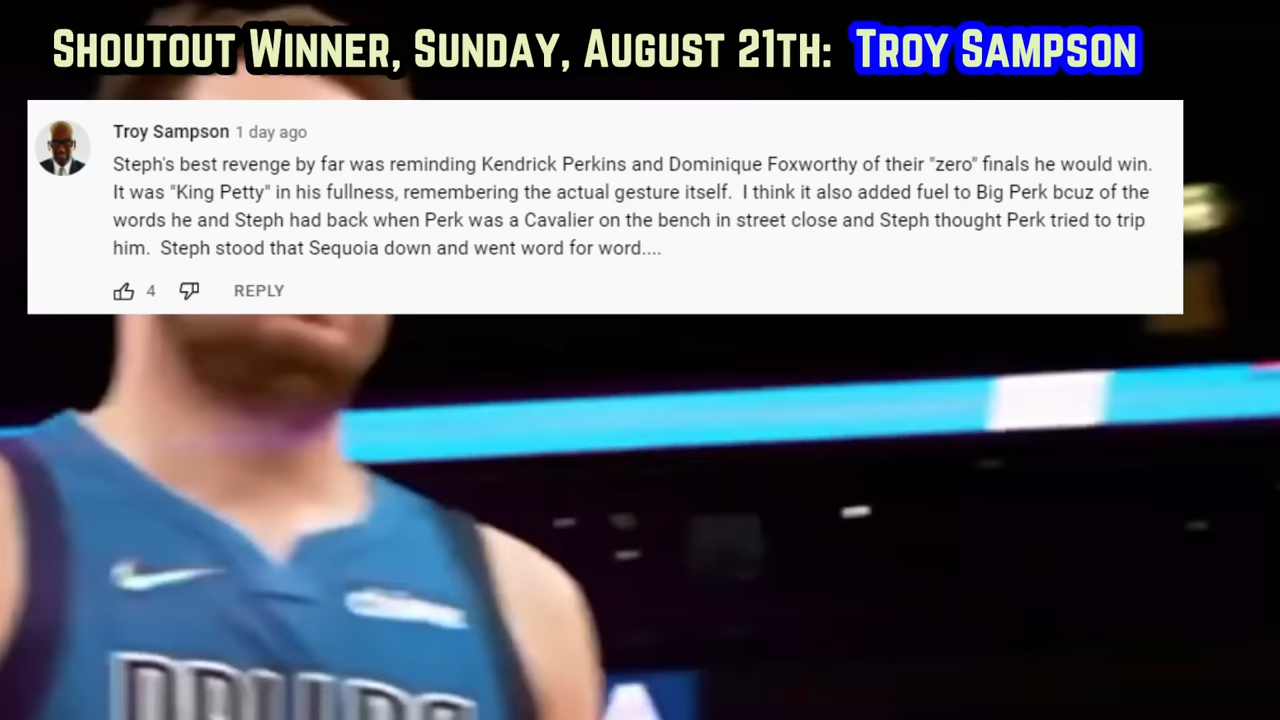 SHOUTOUT WINNER, SUNDAY, AUGUST 21TH: TROY SAMPSON
Troy Sampson 1 day ago
Steph's best revenge by far was reminding Kendrick Perkins and Dominique Foxworthy of their "zero" finals he would win.
It was "King Petty" in his fullness, remembering the actual gesture itself.  I think it also added fuel to Big Perk bcuz of the
words he and Steph had back when Perk was a Cavalier on the bench in street close and Steph thought Perk tried to trip
him.  Steph stood that Sequoia down and went word for word....
4 REPLY
DALLAS